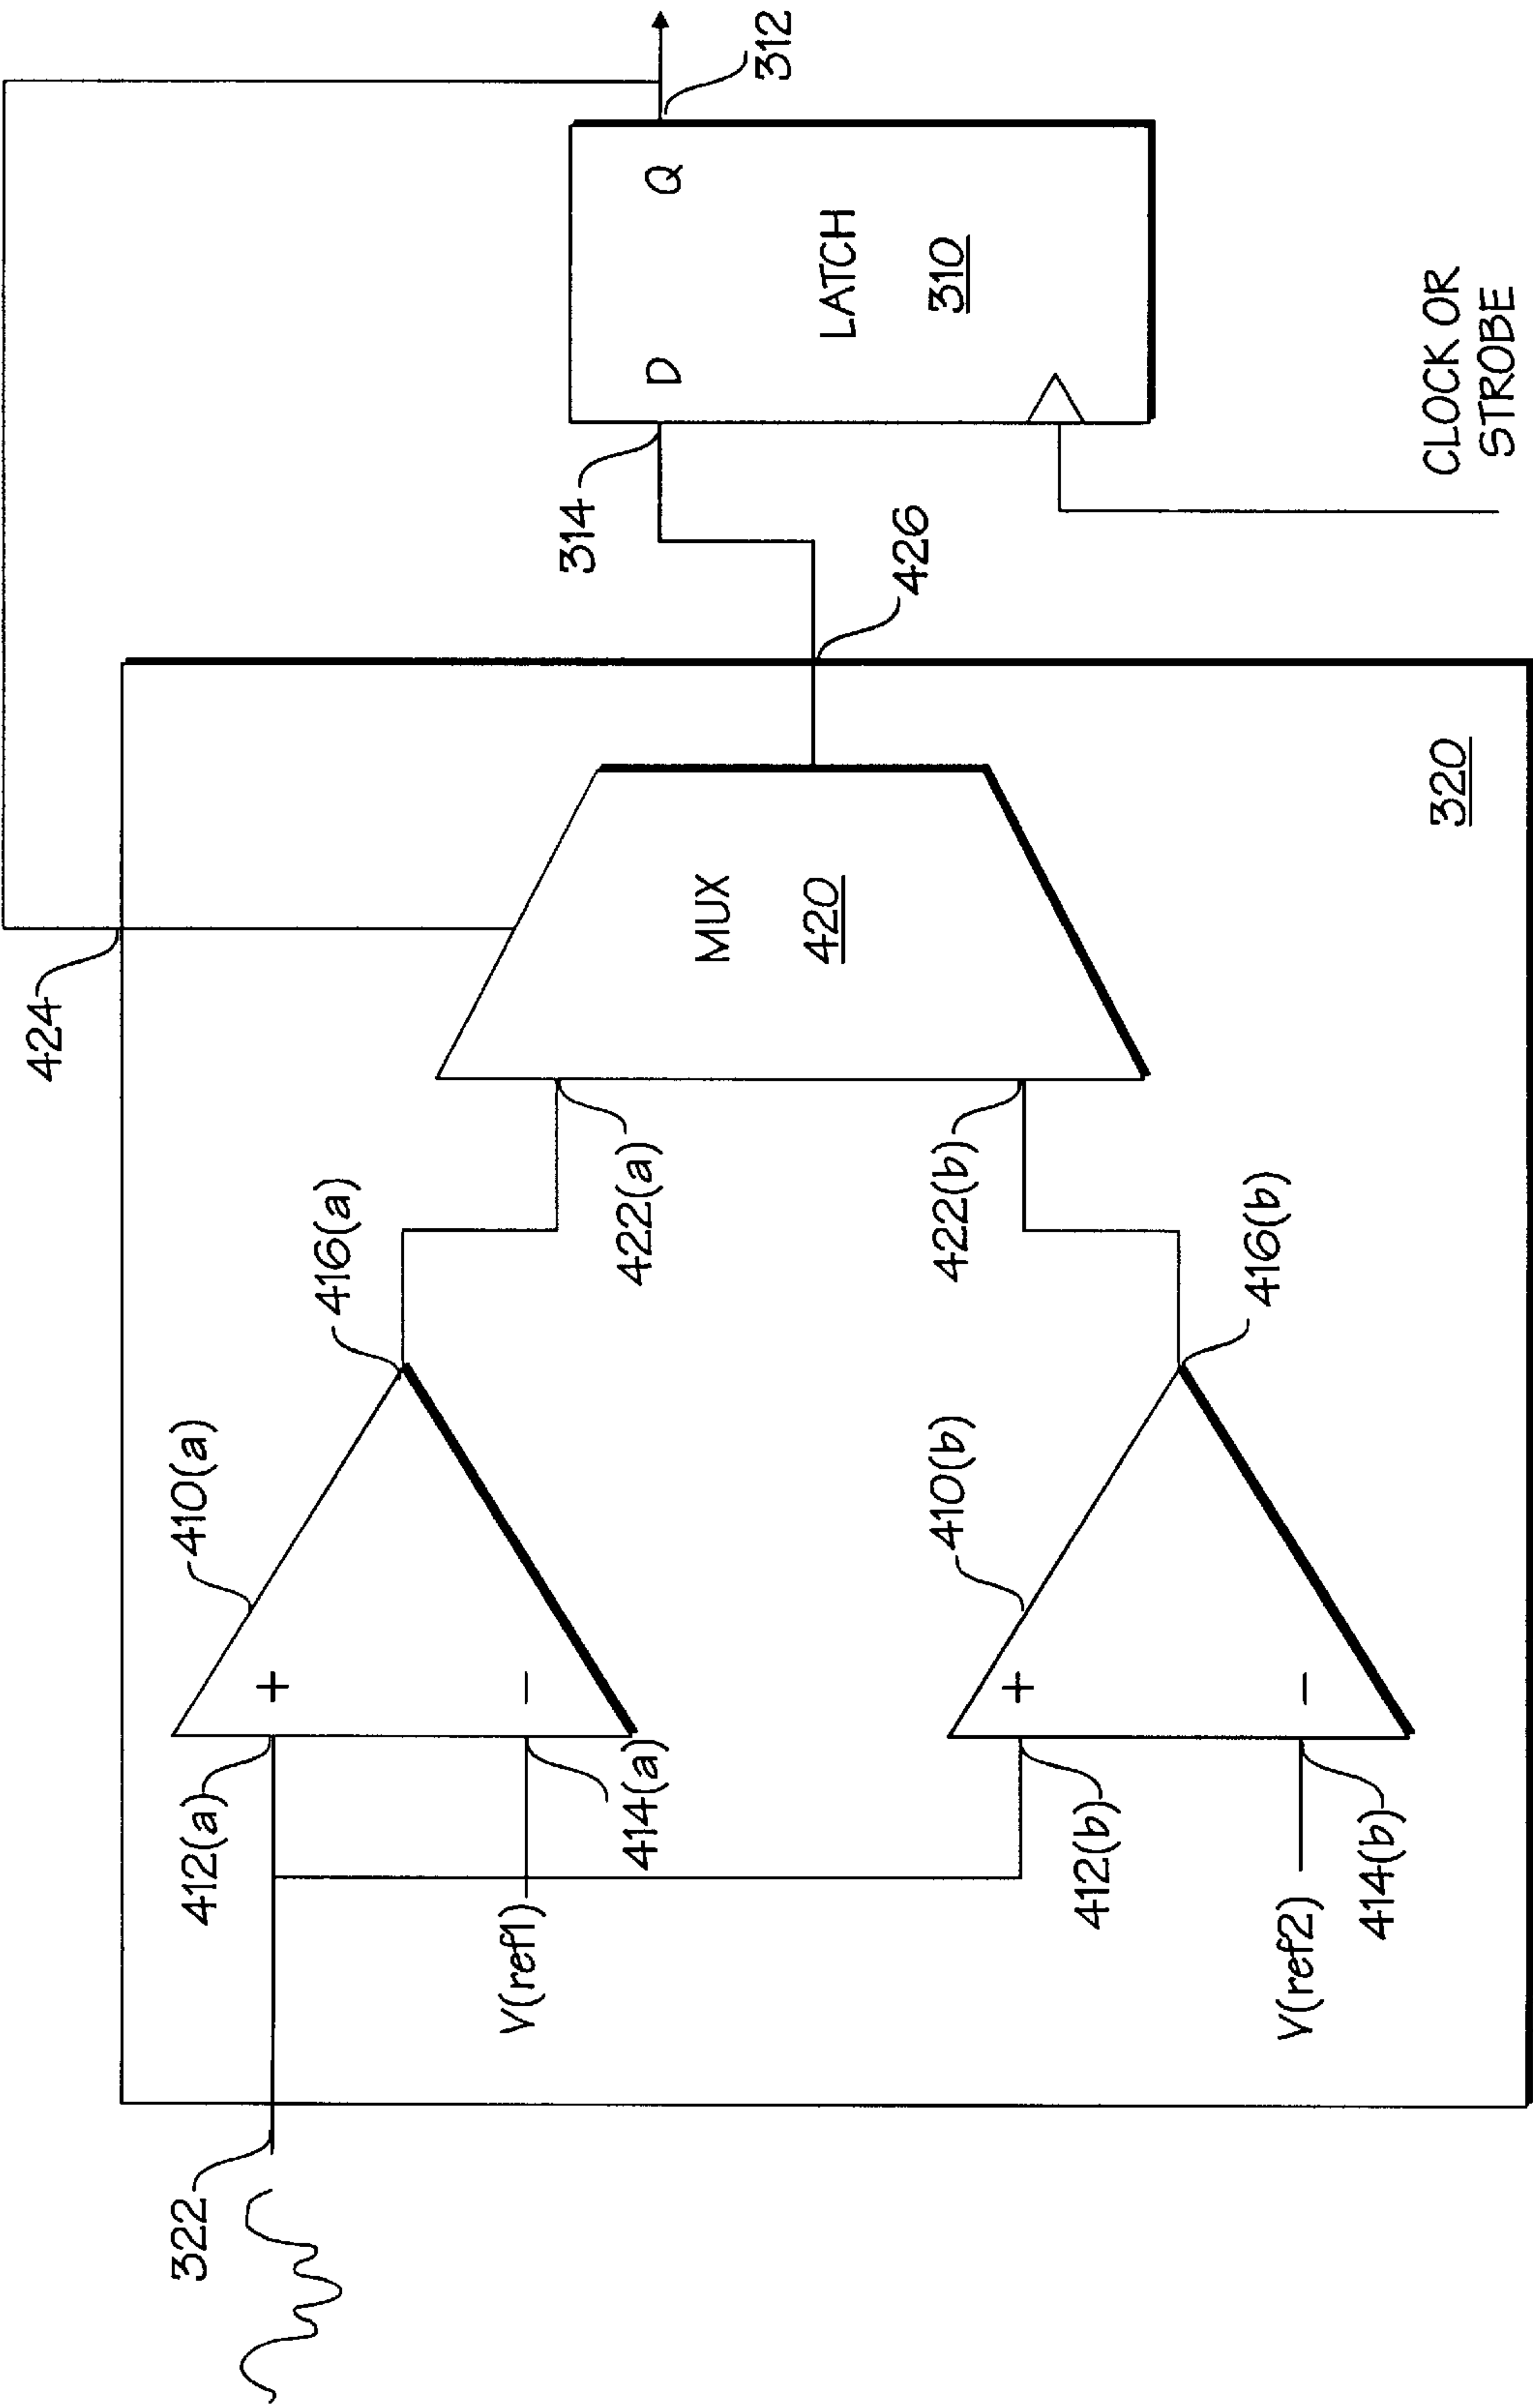 424
312
D
Q
LATCH
310
314
CLOCK OR
STROBE
426
320
MUX
420
422(a)
422(b)
416(a)
416(b)
410(a)
410(b)
+
−
+
−
412(a)
414(a)
412(b)
414(b)
V(ref1)
V(ref2)
322